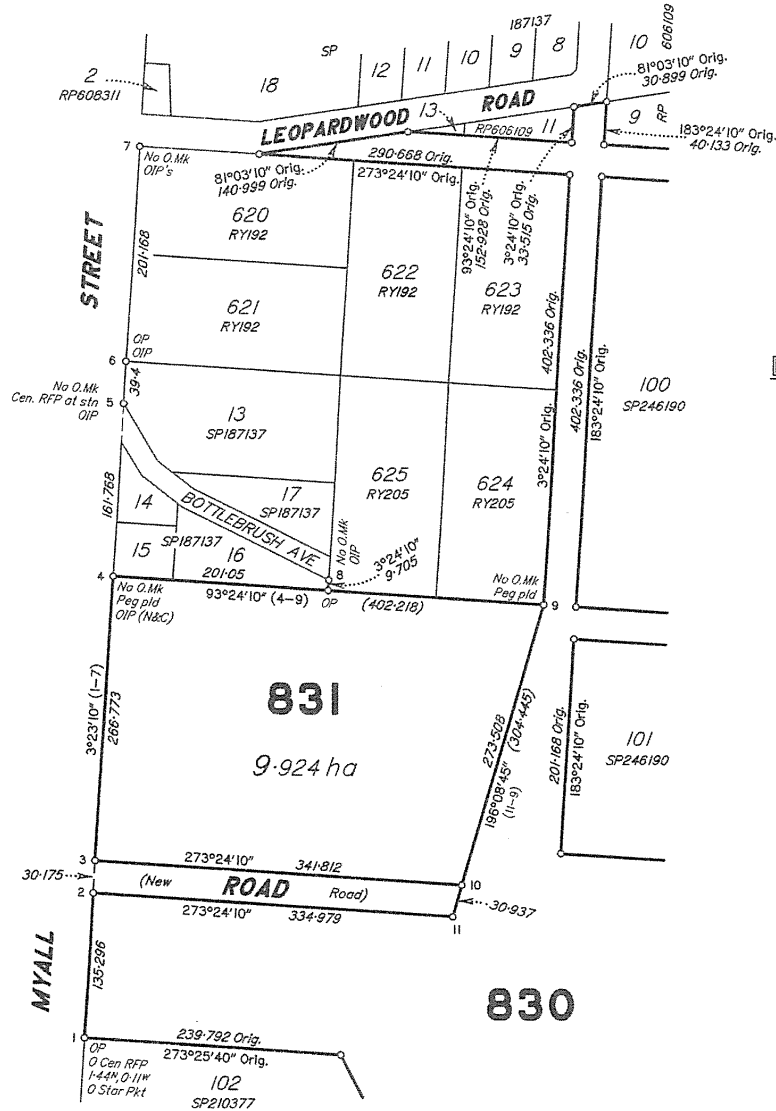 187137
SP
606109
2
RP608311
18
12
11
10
9
8
10
81°03'10" Orig.
30·899 Orig.
LEOPARDWOOD ROAD
13
RP606109
11
9
RP
183°24'10" Orig.
40·133 Orig.
7
No O.Mk
OIP's
81°03'10" Orig.
140·999 Orig.
290·668 Orig.
273°24'10" Orig.
93°24'10" Orig.
152·928 Orig.
3°24'10" Orig.
33·515 Orig.
STREET
201·168
620
RY192
621
RY192
622
RY192
623
RY192
402·336 Orig.
3°24'10" Orig.
402·336 Orig.
183°24'10" Orig.
100
SP246190
OP
OIP
6
39·4
No O.Mk
Cen. RFP at stn
OIP
5
13
SP187137
161·768
14
15
SP187137
BOTTLEBRUSH AVE
17
SP187137
16
625
RY205
624
RY205
No O.Mk
OIP
8
3°24'10"
9·705
4
201·05
93°24'10" (4-9)
OP
(402·218)
No O.Mk
Peg pld
9
No O.Mk
Peg pld
OIP (N&C)
3°23'10" (1-7)
266·773
831
9·924 ha
273·508 (304·445)
196°08'45"
(11-9)
201·168 Orig.
183°24'10" Orig.
101
SP246190
3
273°24'10"
341·812
10
30·175
(New ROAD Road)
30·937
2
273°24'10"
334·979
11
MYALL
135·296
830
1
239·792 Orig.
273°25'40" Orig.
OP
O Cen RFP
1·44N,0·11W
O Star Pkt
102
SP210377